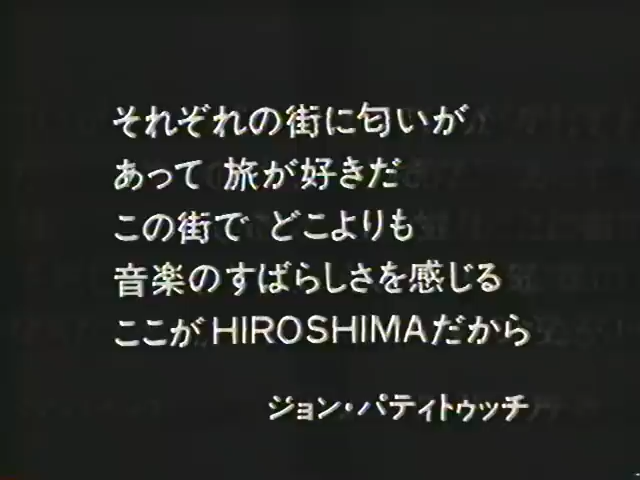 それぞれの街に匂いが
あって 旅が好きだ
この街で どこよりも
音楽のすばらしさを感じる
ここがHIROSHIMAだから
ジョン・パティトゥッチ